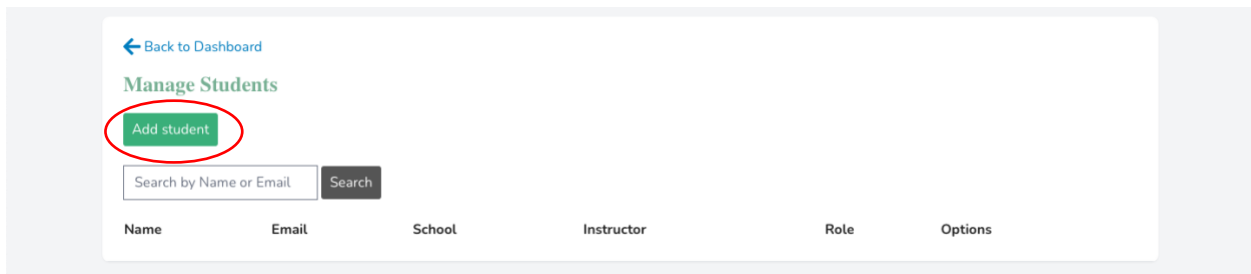 Back to Dashboard
Manage Students
Add student
Search by Name or Email Search
Name Email School Instructor Role Options